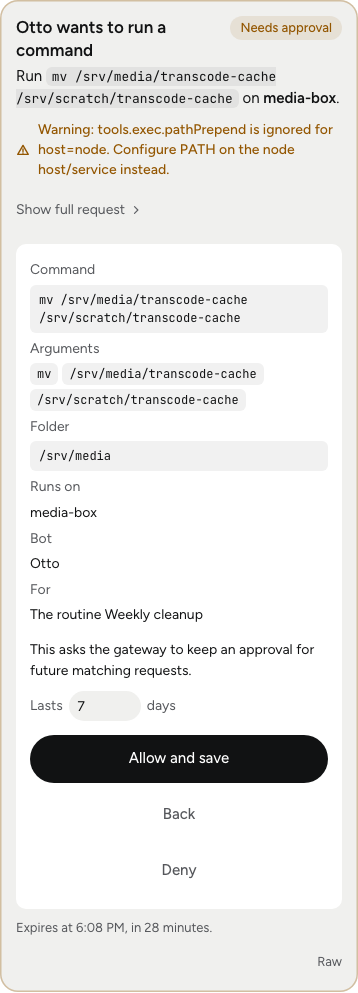 Otto wants to run a command
Needs approval
Run mv /srv/media/transcode-cache
/srv/scratch/transcode-cache on media-box.
Warning: tools.exec.pathPrepend is ignored for
host=node. Configure PATH on the node
host/service instead.
Show full request
Command
mv /srv/media/transcode-cache
/srv/scratch/transcode-cache
Arguments
mv /srv/media/transcode-cache
/srv/scratch/transcode-cache
Folder
/srv/media
Runs on
media-box
Bot
Otto
For
The routine Weekly cleanup
This asks the gateway to keep an approval for
future matching requests.
Lasts 7 days
Allow and save
Back
Deny
Expires at 6:08 PM, in 28 minutes.
Raw